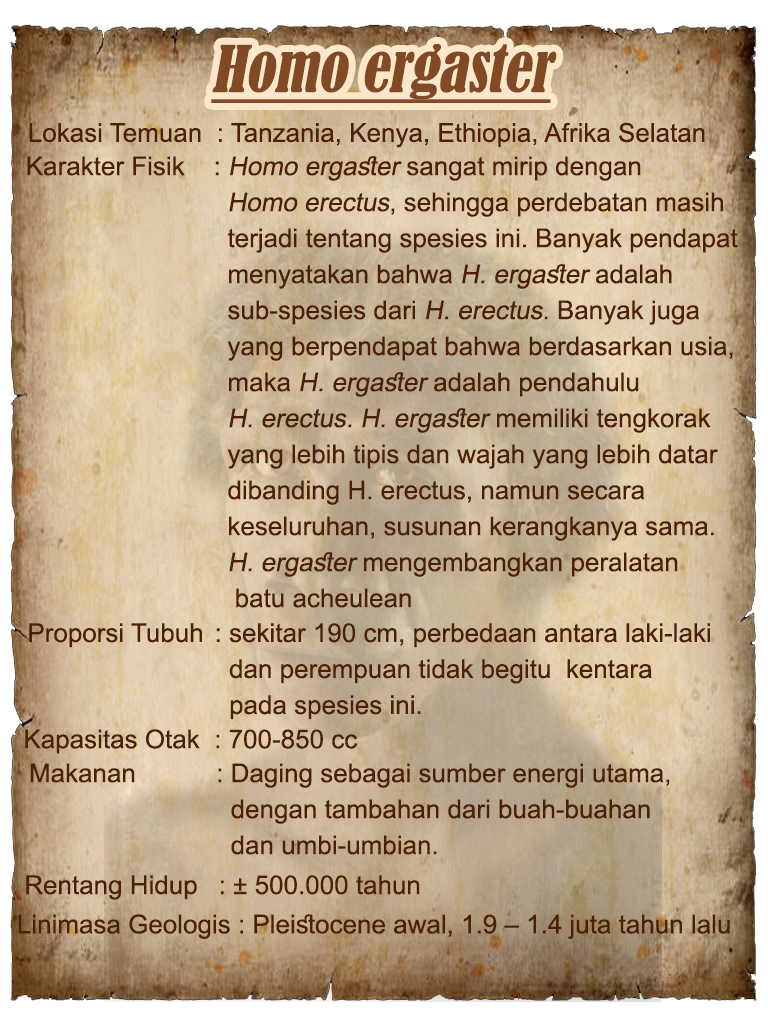 Homo ergaster
Lokasi Temuan : Tanzania, Kenya, Ethiopia, Afrika Selatan
Karakter Fisik : Homo ergaster sangat mirip dengan
Homo erectus, sehingga perdebatan masih
terjadi tentang spesies ini. Banyak pendapat
menyatakan bahwa H. ergaster adalah
sub-spesies dari H. erectus. Banyak juga
yang berpendapat bahwa berdasarkan usia,
maka H. ergaster adalah pendahulu
H. erectus. H. ergaster memiliki tengkorak
yang lebih tipis dan wajah yang lebih datar
dibanding H. erectus, namun secara
keseluruhan, susunan kerangkanya sama.
H. ergaster mengembangkan peralatan
batu acheulean
Proporsi Tubuh : sekitar 190 cm, perbedaan antara laki-laki
dan perempuan tidak begitu kentara
pada spesies ini.
Kapasitas Otak : 700-850 cc
Makanan : Daging sebagai sumber energi utama,
dengan tambahan dari buah-buahan
dan umbi-umbian.
Rentang Hidup : ± 500.000 tahun
Linimasa Geologis : Pleistocene awal, 1.9 – 1.4 juta tahun lalu